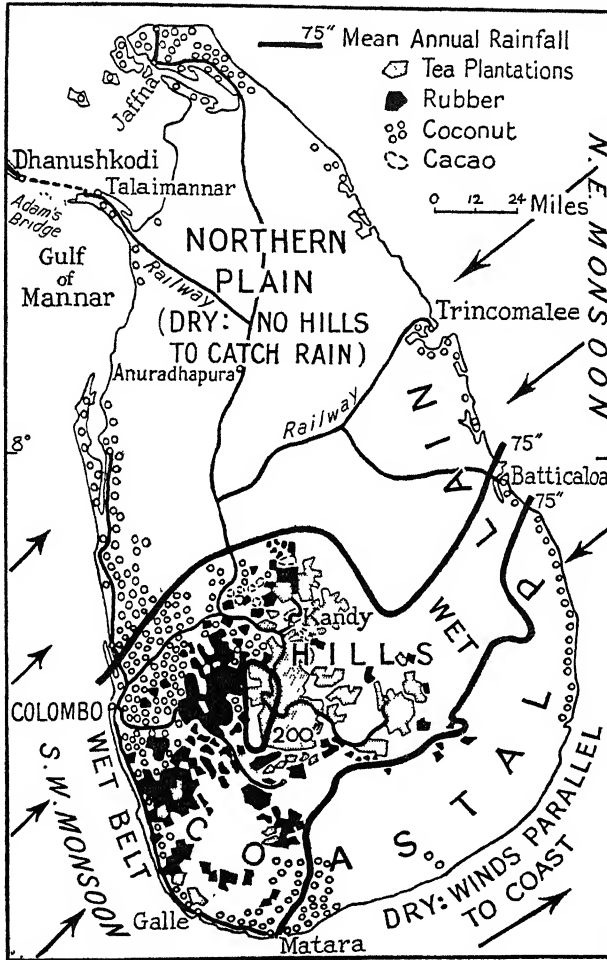 75" Mean Annual Rainfall
Tea Plantations
Rubber
Coconut
Cacao
0 12 24 Miles
Jaffna
Dhanushkodi
Talaimannar
Adam's
Bridge
Gulf
of
Mannar
Railway
NORTHERN
PLAIN
(DRY: NO HILLS
TO CATCH RAIN)
Anuradhapura
Trincomalee
N.E. MONSOON
Railway
8°
75"
Batticaloa
75"
Kandy
HILLS
WET
COLOMBO
200"
WET BELT
S.W. MONSOON
COASTAL PLAIN
DRY: WINDS PARALLEL
TO COAST
Galle
Matara